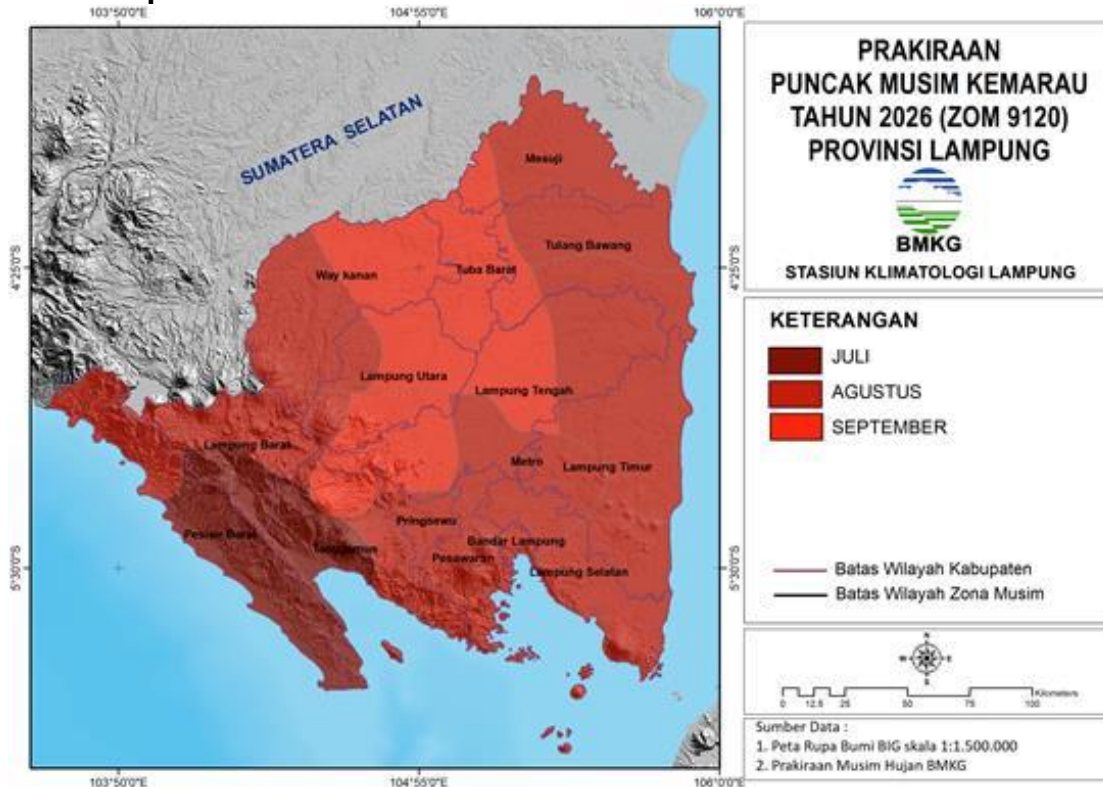 103°50'0"E 104°55'0"E 106°0'0"E
4°25'0"S
5°30'0"S
SUMATERA SELATAN
Mesuji
Tulang Bawang
Way kanan
Tuba Barat
Lampung Utara
Lampung Tengah
Lampung Barat
Metro
Lampung Timur
Pringsewu
Pesisir Barat
Tanggamus
Bandar Lampung
Pesawaran
Lampung Selatan
4°25'0"S
5°30'0"S
103°50'0"E 104°55'0"E 106°0'0"E
PRAKIRAAN
PUNCAK MUSIM KEMARAU
TAHUN 2026 (ZOM 9120)
PROVINSI LAMPUNG
BMKG
STASIUN KLIMATOLOGI LAMPUNG
KETERANGAN
JULI
AGUSTUS
SEPTEMBER
Batas Wilayah Kabupaten
Batas Wilayah Zona Musim
N
W E
S
Kilometers
0 12.5 25 50 75 100
Sumber Data :
1. Peta Rupa Bumi BIG skala 1:1.500.000
2. Prakiraan Musim Hujan BMKG